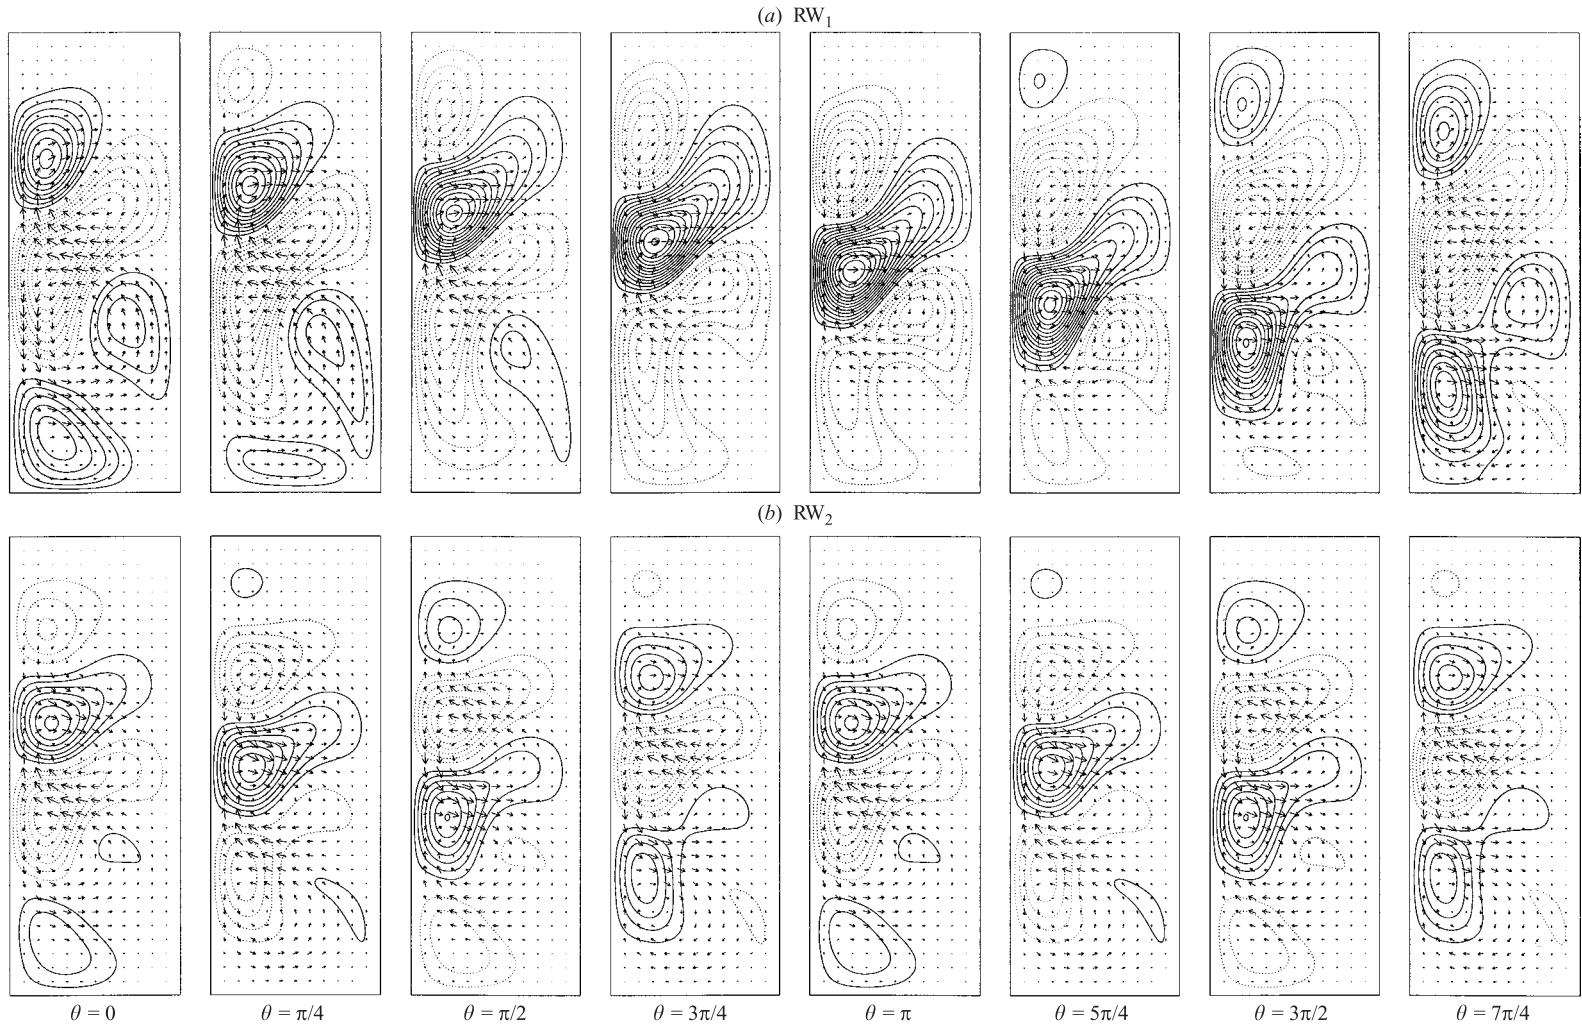 (a) RW₁
(b) RW₂
θ = 0 θ = π/4 θ = π/2 θ = 3π/4 θ = π θ = 5π/4 θ = 3π/2 θ = 7π/4